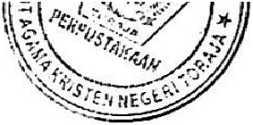 PERPUSTAKAAN
T AGAMA KRISTEN NEGERI TORAJA ★